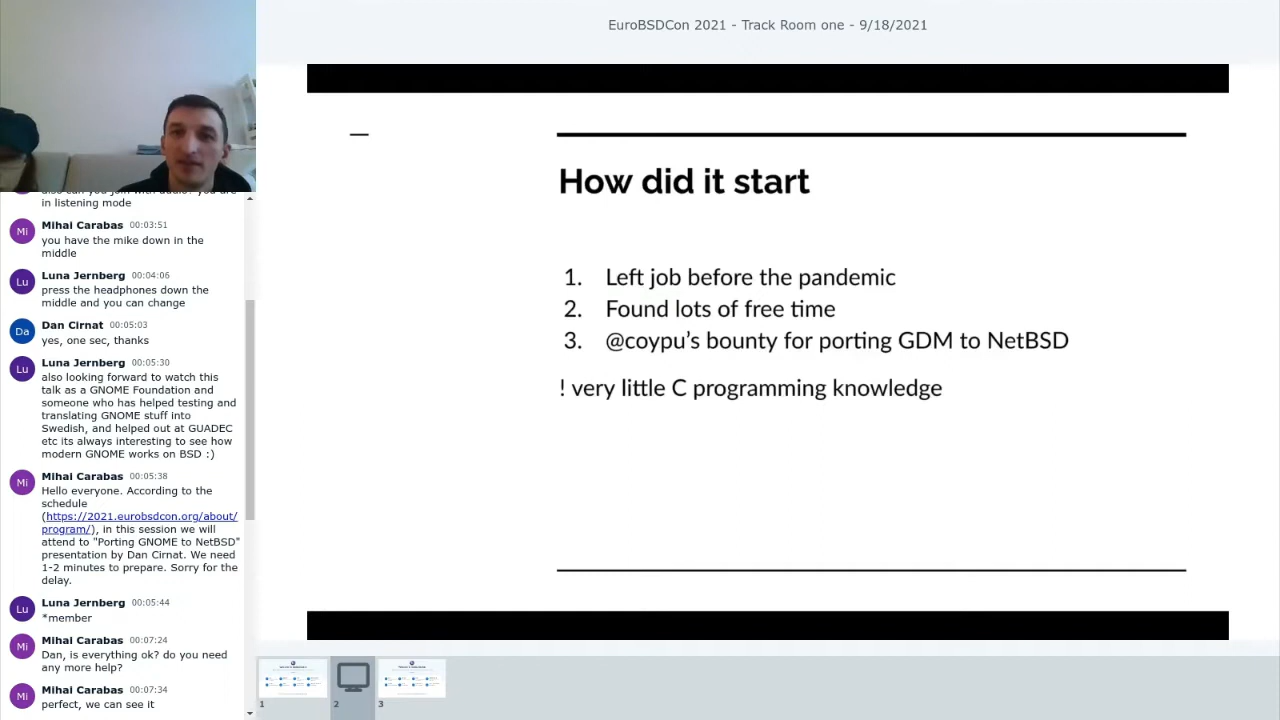 EuroBSDCon 2021 - Track Room one - 9/18/2021
in listening mode
Mihai Carabas 00:03:51
you have the mike down in the
middle
Luna Jernberg 00:04:06
press the headphones down the
middle and you can change
Dan Cirnat 00:05:03
yes, one sec, thanks
Luna Jernberg 00:05:30
also looking forward to watch this
talk as a GNOME Foundation and
someone who has helped testing and
translating GNOME stuff into
Swedish, and helped out at GUADEC
etc its always interesting to see how
modern GNOME works on BSD :)
Mihai Carabas 00:05:38
Hello everyone. According to the
schedule
(https://2021.eurobsdcon.org/about/
program/), in this session we will
attend to "Porting GNOME to NetBSD"
presentation by Dan Cirnat. We need
1-2 minutes to prepare. Sorry for the
delay.
Luna Jernberg 00:05:44
*member
Mihai Carabas 00:07:24
Dan, is everything ok? do you need
any more help?
Mihai Carabas 00:07:34
perfect, we can see it
Mi
Lu
Da
Lu
Mi
Lu
Mi
Mi
How did it start
1. Left job before the pandemic
2. Found lots of free time
3. @coypu’s bounty for porting GDM to NetBSD
! very little C programming knowledge
1
2
3